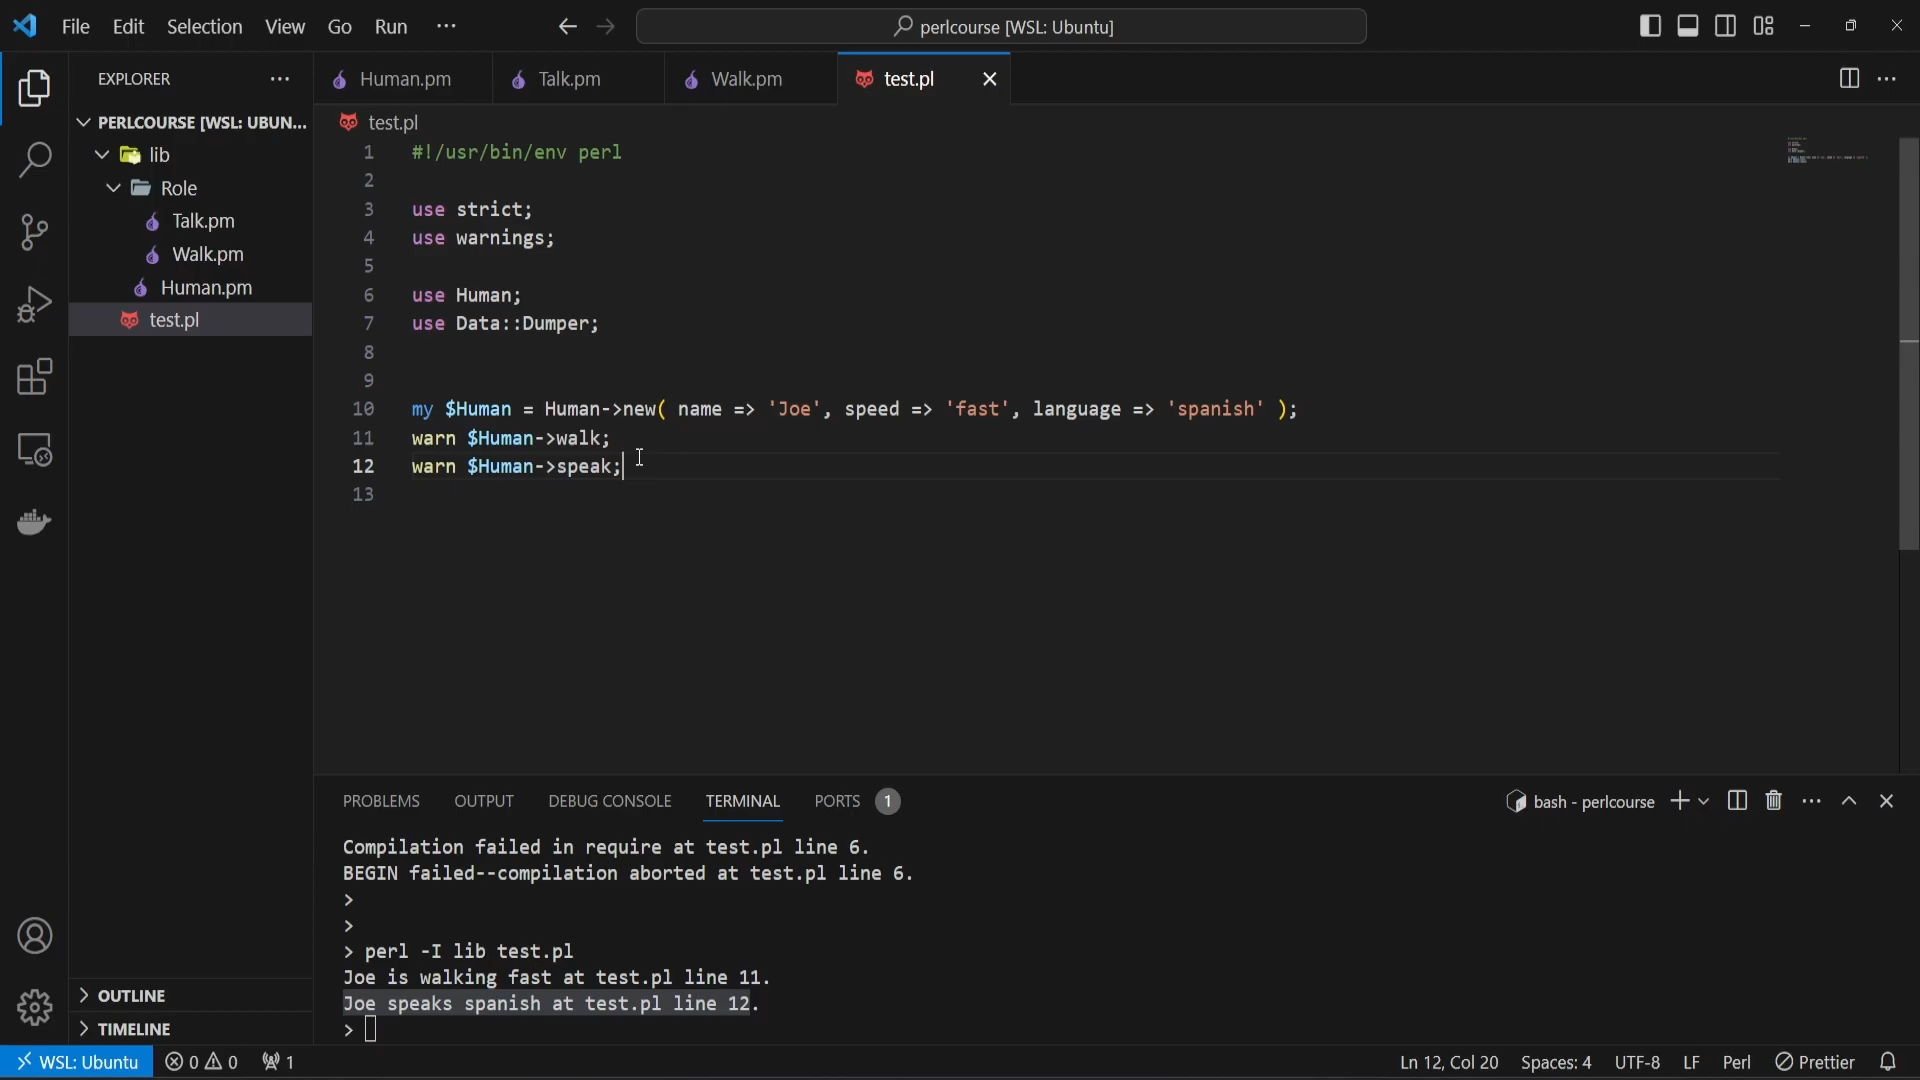 File Edit Selection View Go Run ···
perlcourse [WSL: Ubuntu]
EXPLORER ···
Human.pm Talk.pm Walk.pm test.pl
PERLCOURSE [WSL: UBUN...
lib
Role
Talk.pm
Walk.pm
Human.pm
test.pl
test.pl
1 #!/usr/bin/env perl
2
3 use strict;
4 use warnings;
5
6 use Human;
7 use Data::Dumper;
8
9
10 my $Human = Human->new( name => 'Joe', speed => 'fast', language => 'spanish' );
11 warn $Human->walk;
12 warn $Human->speak;
13
PROBLEMS OUTPUT DEBUG CONSOLE TERMINAL PORTS 1
bash - perlcourse
Compilation failed in require at test.pl line 6.
BEGIN failed--compilation aborted at test.pl line 6.
>
>
> perl -I lib test.pl
Joe is walking fast at test.pl line 11.
Joe speaks spanish at test.pl line 12.
>
OUTLINE
TIMELINE
WSL: Ubuntu 0 0 1
Ln 12, Col 20 Spaces: 4 UTF-8 LF Perl Prettier